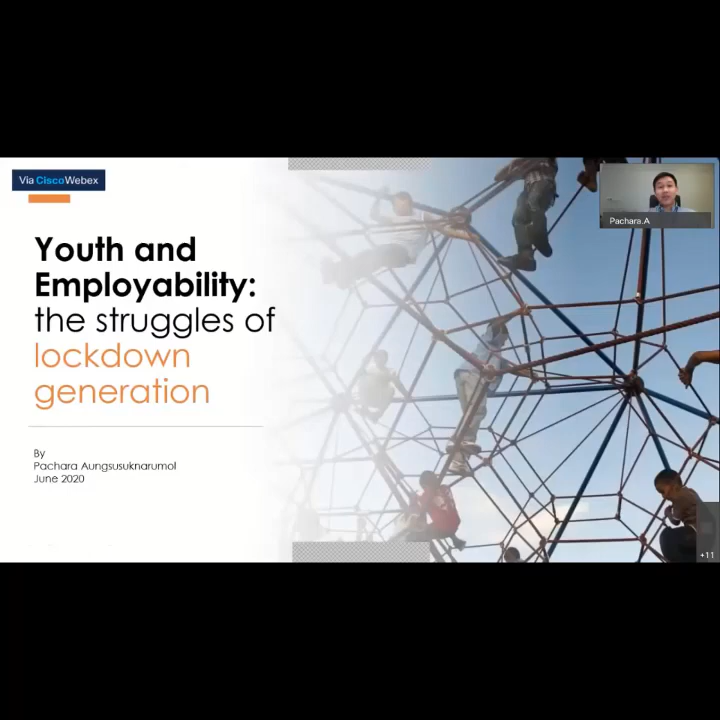 Via CiscoWebex
Pachara.A
Youth and
Employability:
the struggles of
lockdown
generation
By
Pachara Aungsusuknarumol
June 2020
+11